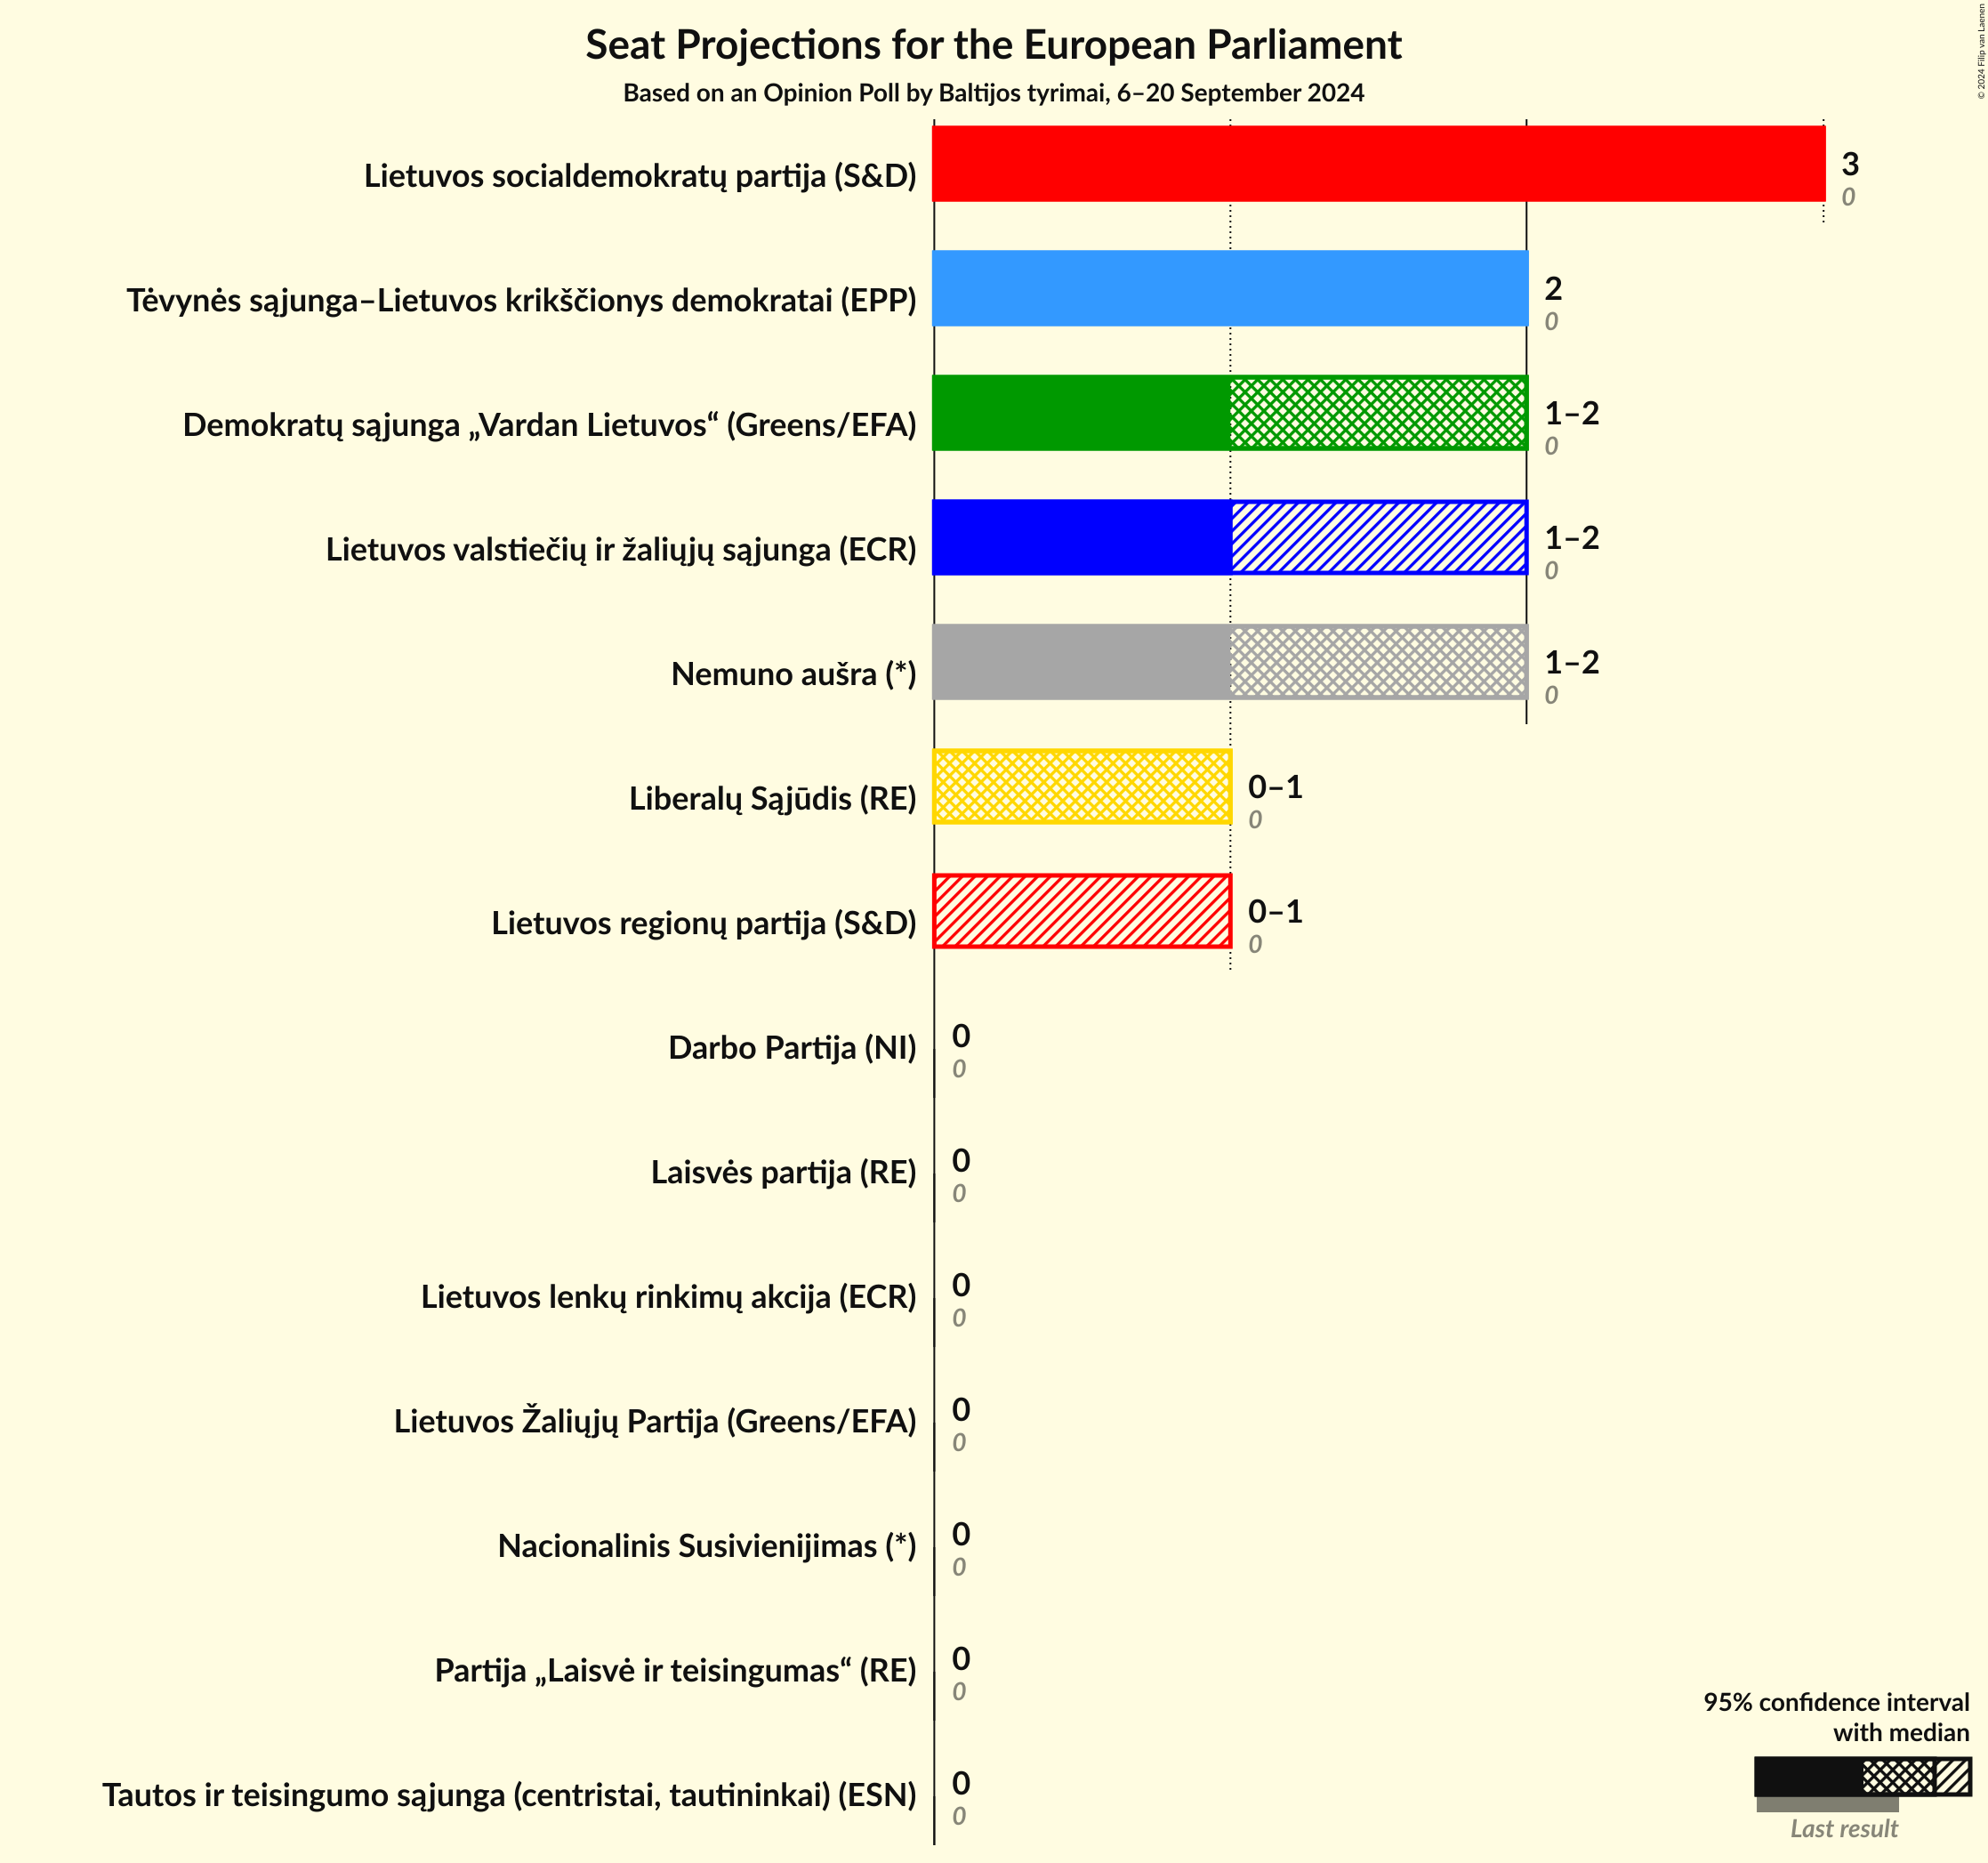 Seat Projections for the European Parliament
Based on an Opinion Poll by Baltijos tyrimai, 6–20 September 2024
© 2024 Filip van Laenen
Lietuvos socialdemokratų partija (S&D)
3
0
Tėvynės sąjunga–Lietuvos krikščionys demokratai (EPP)
2
0
Demokratų sąjunga „Vardan Lietuvos“ (Greens/EFA)
1–2
0
Lietuvos valstiečių ir žaliųjų sąjunga (ECR)
1–2
0
Nemuno aušra (*)
1–2
0
Liberalų Sąjūdis (RE)
0–1
0
Lietuvos regionų partija (S&D)
0–1
0
Darbo Partija (NI)
0
0
Laisvės partija (RE)
0
0
Lietuvos lenkų rinkimų akcija (ECR)
0
0
Lietuvos Žaliųjų Partija (Greens/EFA)
0
0
Nacionalinis Susivienijimas (*)
0
0
Partija „Laisvė ir teisingumas“ (RE)
0
0
Tautos ir teisingumo sąjunga (centristai, tautininkai) (ESN)
0
0
95% confidence interval
with median
Last result